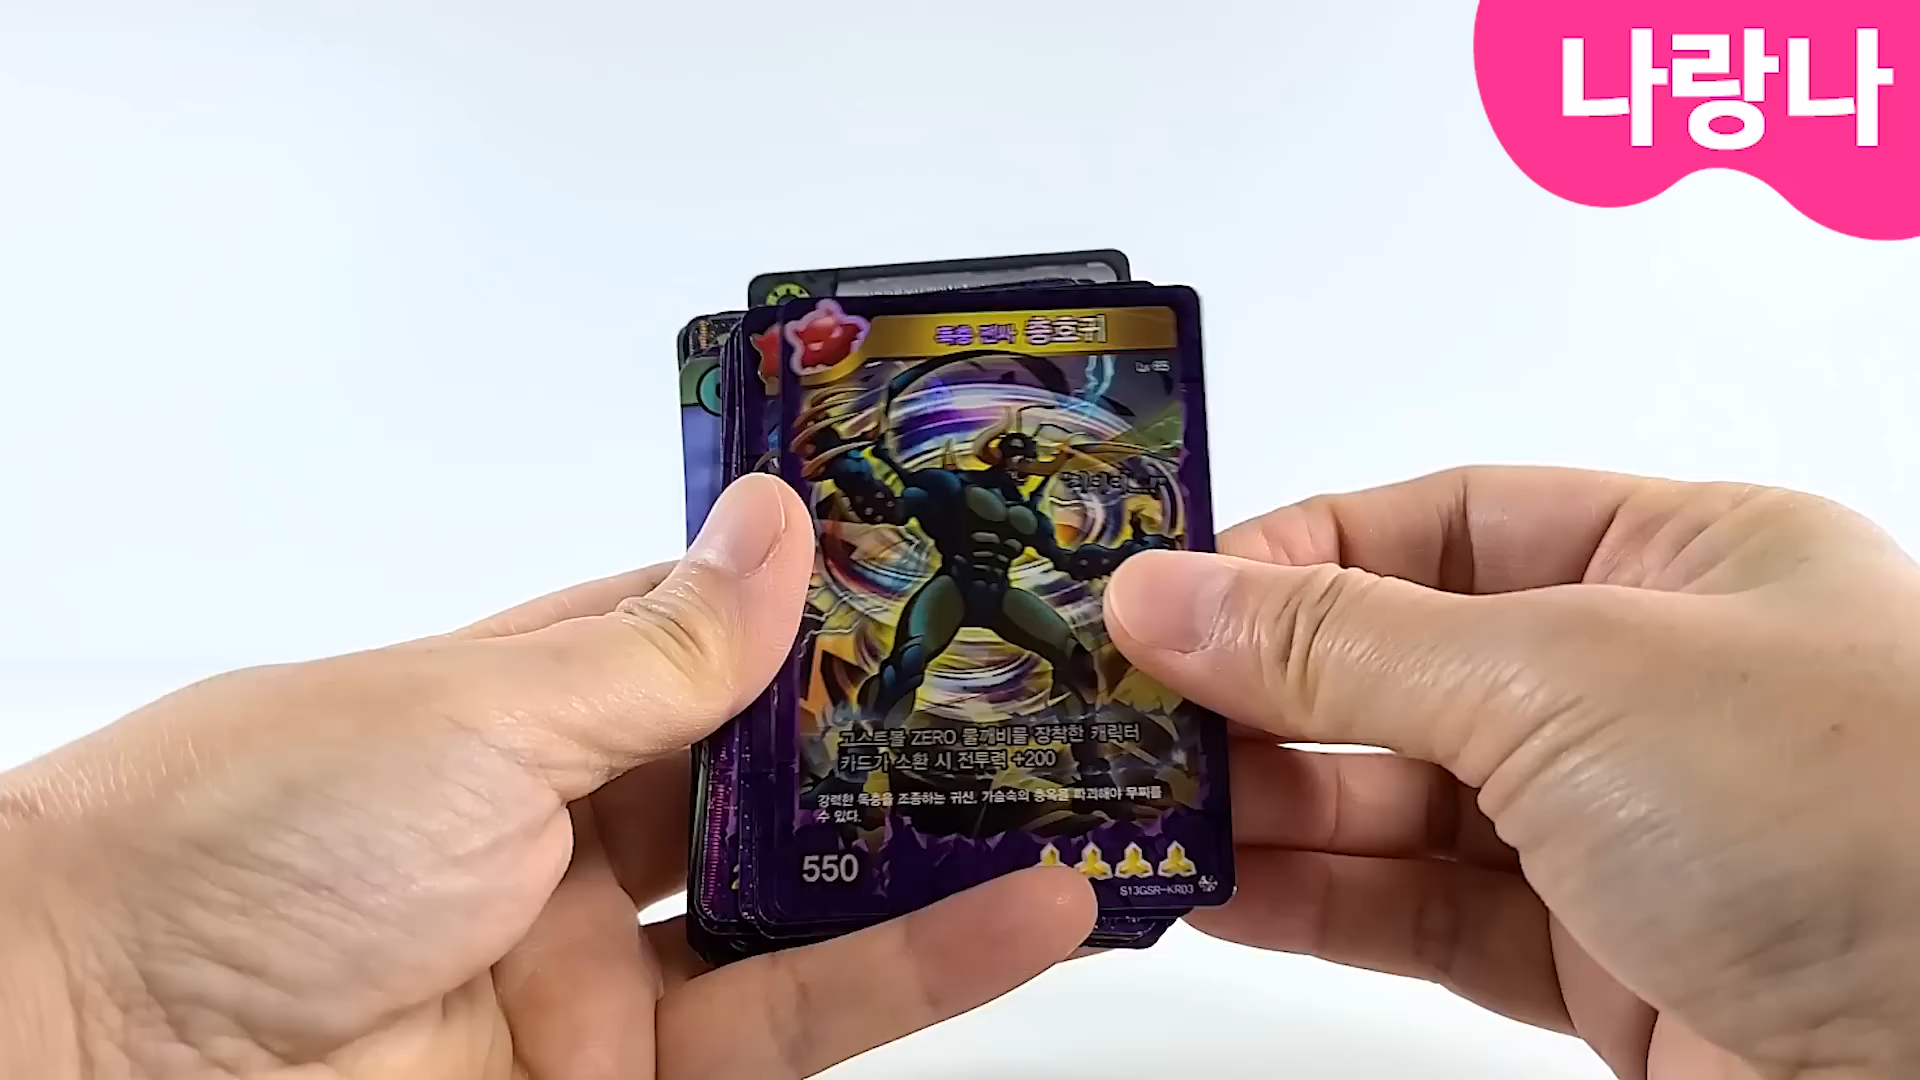 나랑나
독충 전사 충호귀
고스트볼 ZERO 물깨비를 장착한 캐릭터
카드가 소환 시 전투력 +200
강력한 독충을 조종하는 귀신. 가슴속의 충옥을 파괴해야 무찌를
수 있다.
550
S13GSR-KR03